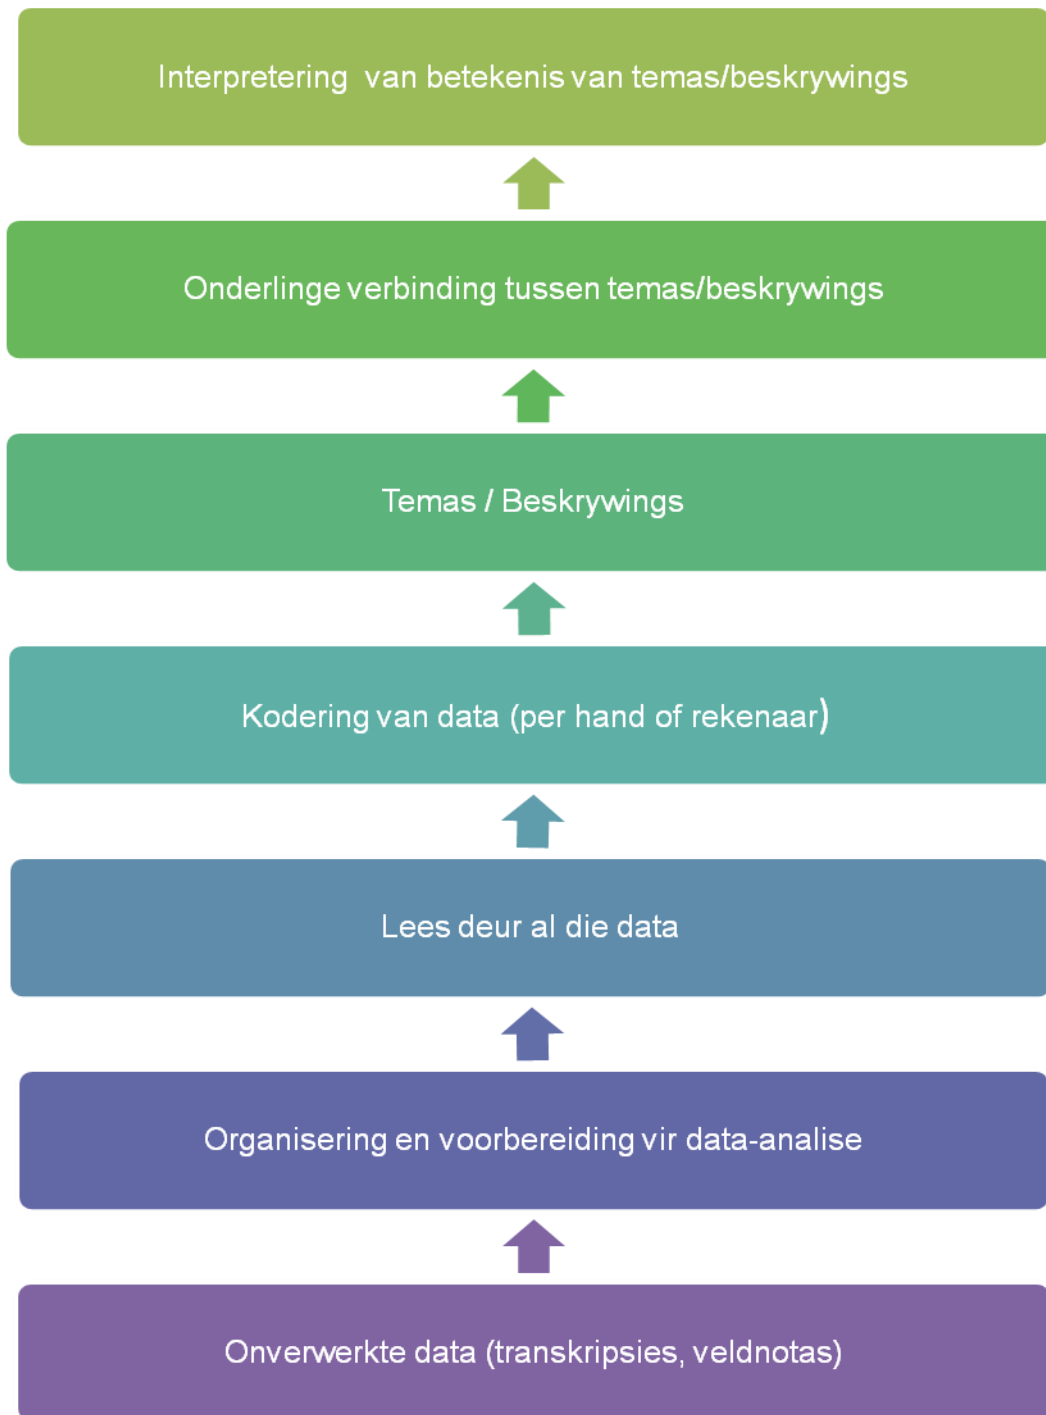 Interpretering  van betekenis van temas/beskrywings
Onderlinge verbinding tussen temas/beskrywings
Temas / Beskrywings
Kodering van data (per hand of rekenaar)
Lees deur al die data
Organisering en voorbereiding vir data-analise
Onverwerkte data (transkripsies, veldnotas)